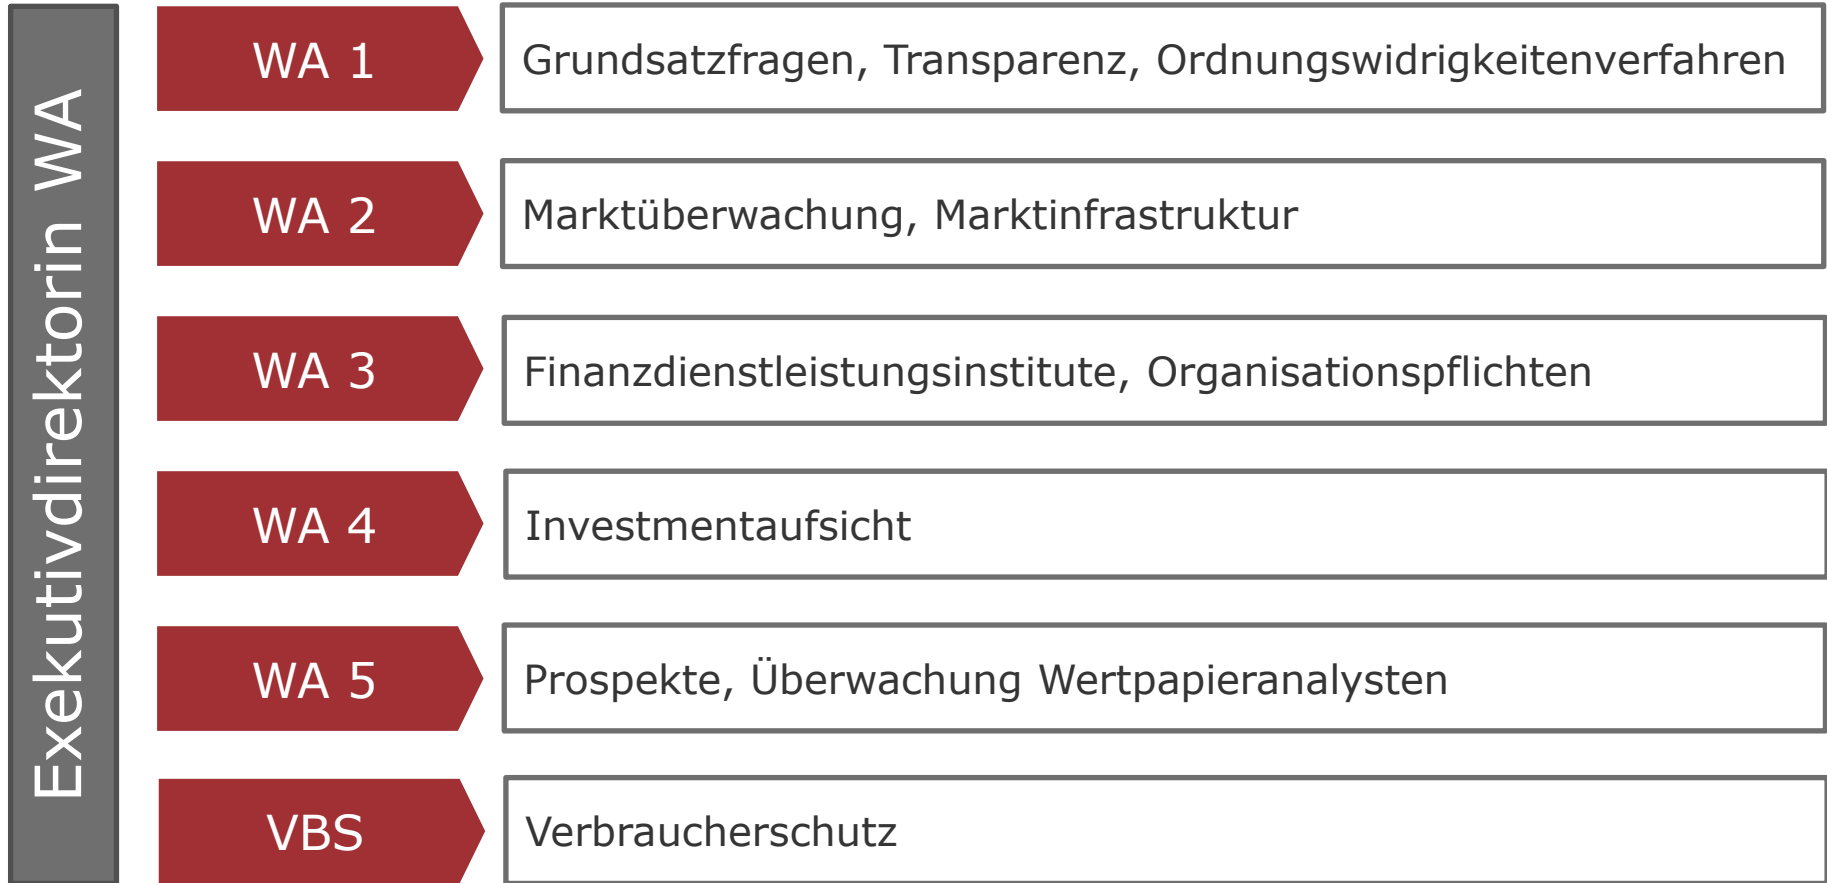 Exekutivdirektorin WA
WA 1
Grundsatzfragen, Transparenz, Ordnungswidrigkeitenverfahren
WA 2
Marktüberwachung, Marktinfrastruktur
WA 3
Finanzdienstleistungsinstitute, Organisationspflichten
WA 4
Investmentaufsicht
WA 5
Prospekte, Überwachung Wertpapieranalysten
VBS
Verbraucherschutz